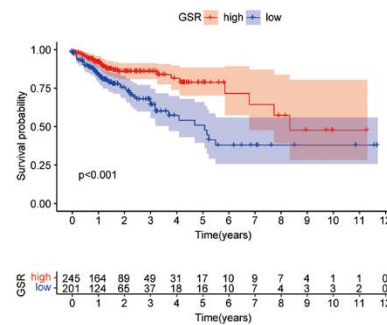 GSR high low
Survival probability
1.00
0.75
0.50
0.25
0.00
p<0.001
0 1 2 3 4 5 6 7 8 9 10 11 12
Time(years)
GSR
high 245 164 89 49 31 17 10 9 7 4 1 1 0
low 201 124 65 37 18 16 10 7 4 3 3 2 0
0 1 2 3 4 5 6 7 8 9 10 11 12
Time(years)